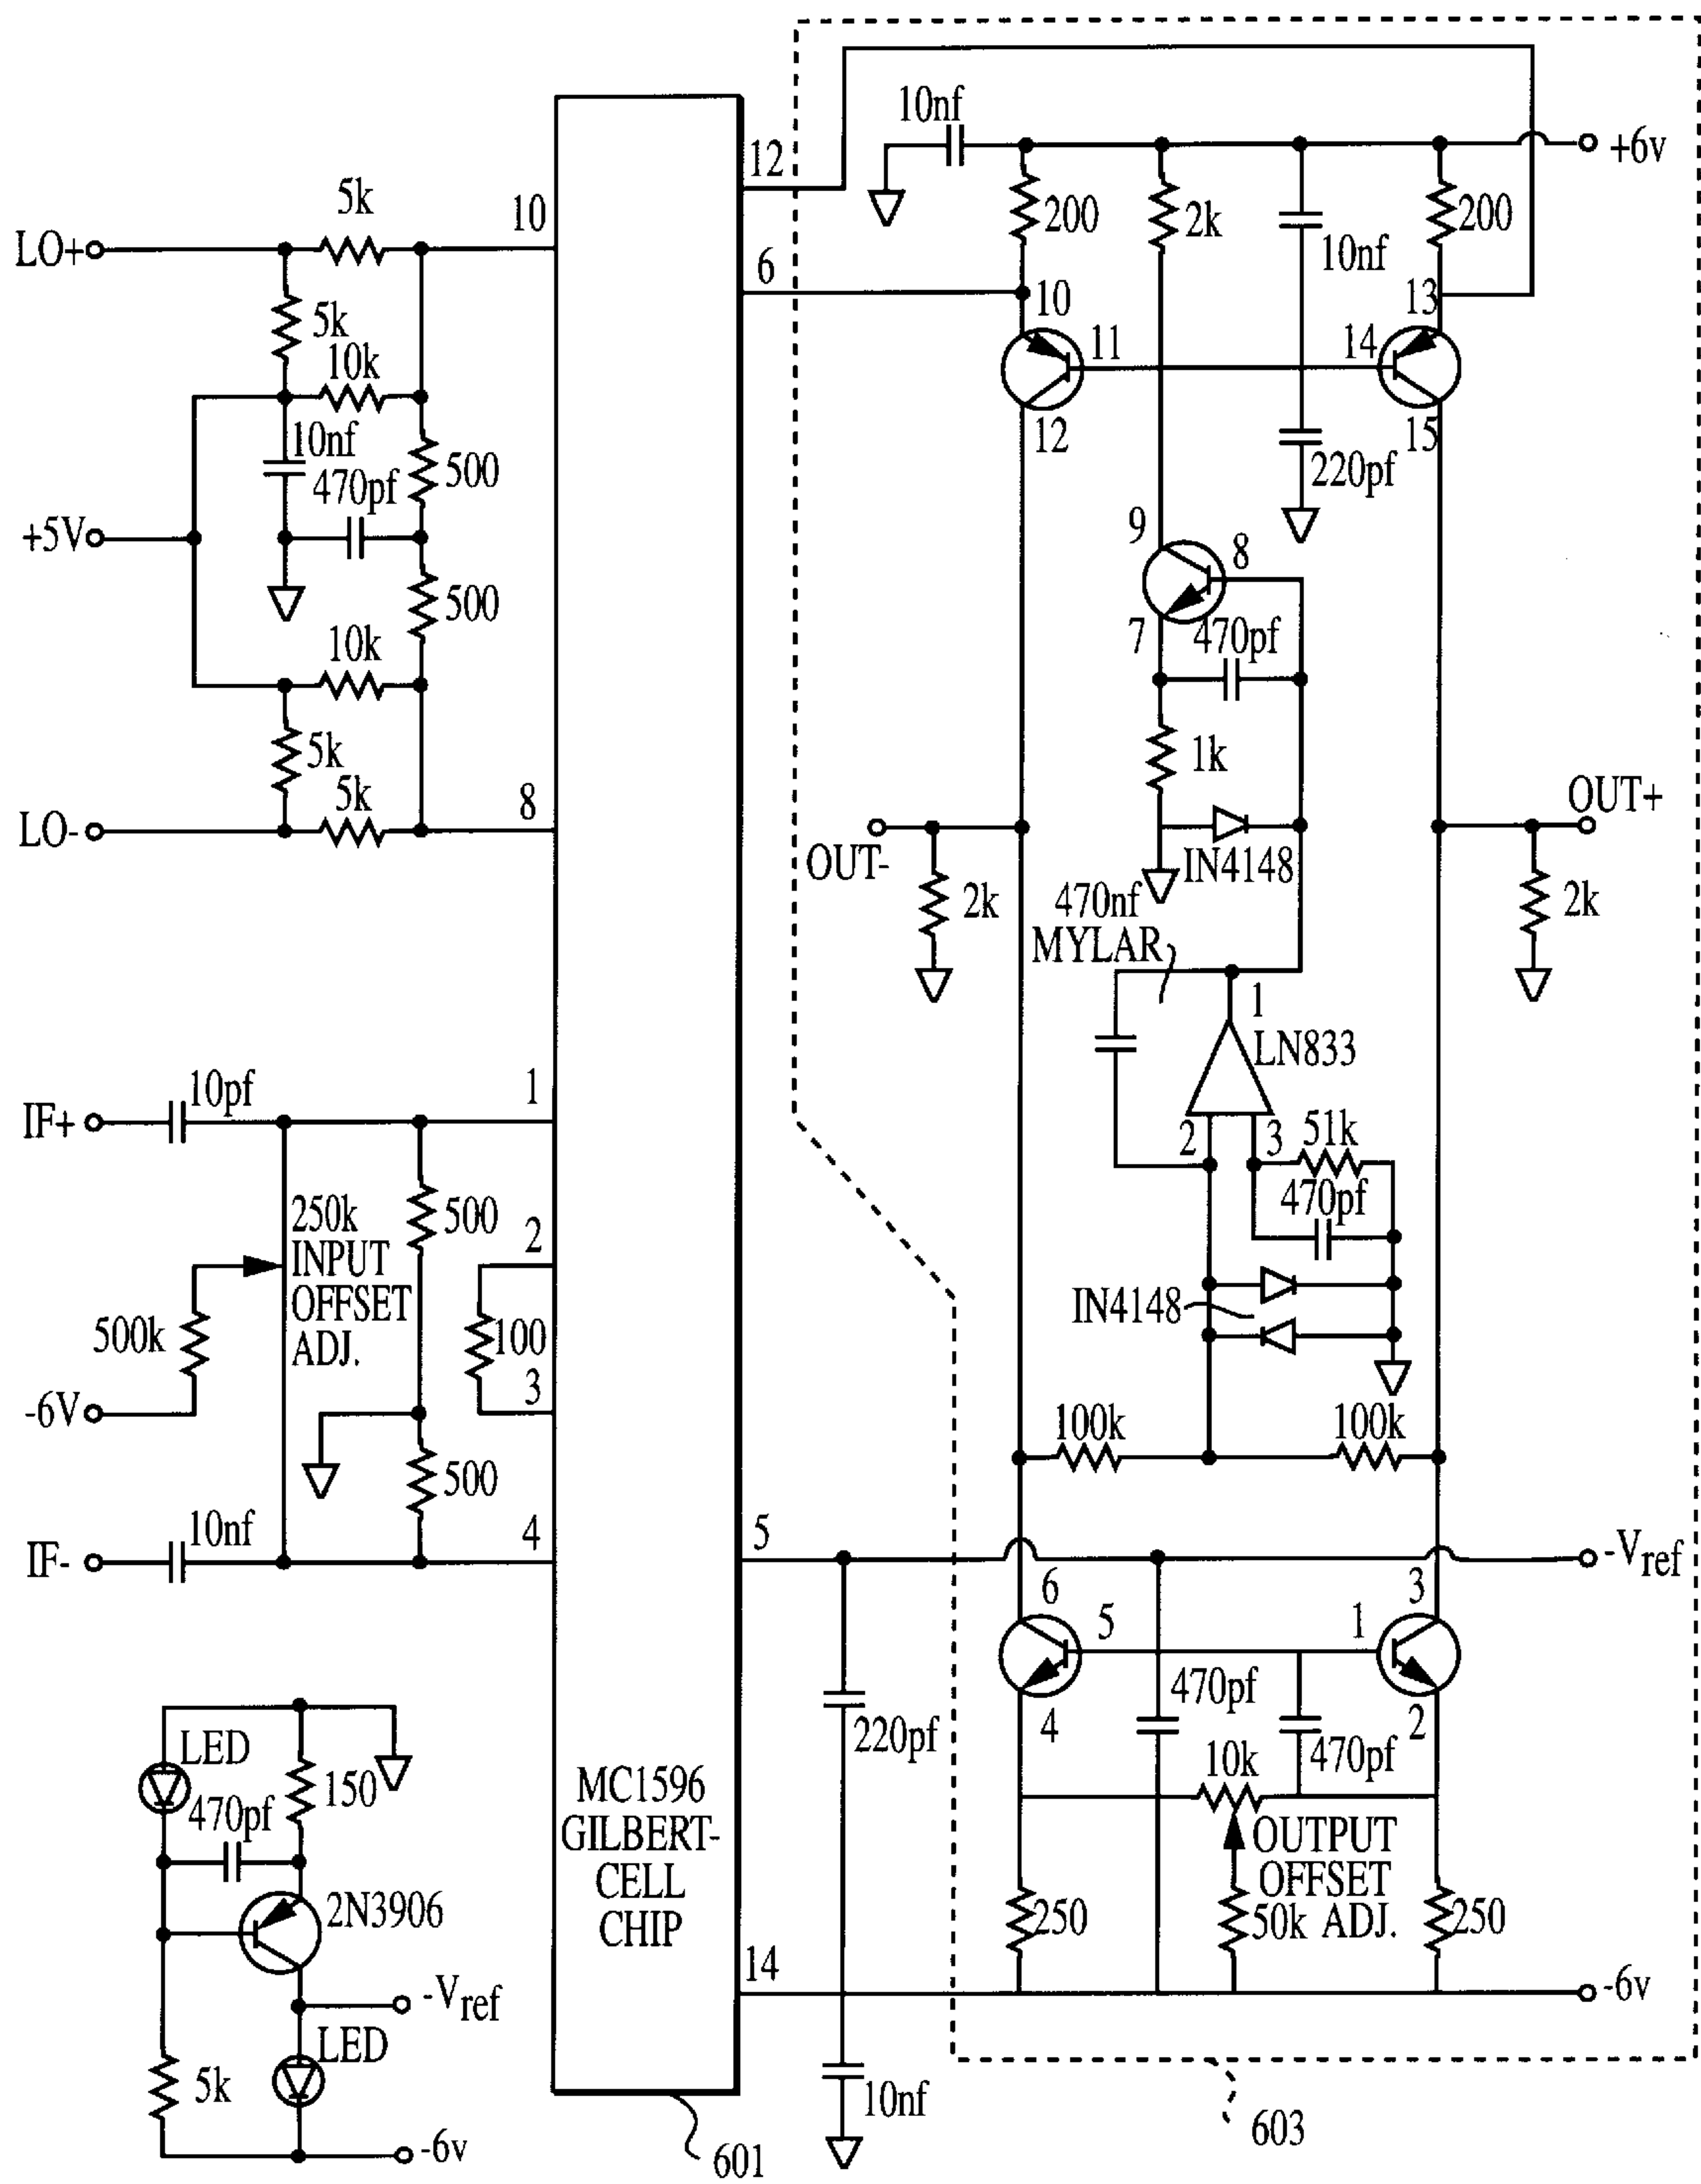 10nf
+6v
12
5k
10
200
2k
200
LO+
6
10nf
5k
10
13
10k
11
14
10nf
12
15
470pf
500
220pf
+5V
9
8
500
10k
7
470pf
5k
1k
5k
8
OUT+
LO-
OUT-
IN4148
2k
470nf
2k
MYLAR
1
LN833
10pf
1
IF+
2
3
51k
470pf
250k
500
2
INPUT
OFFSET
IN4148
500k
ADJ.
100
3
-6V
100k
100k
500
10nf
4
5
IF-
-Vref
6
3
5
1
470pf
4
2
LED
220pf
10k
470pf
150
MC1596
470pf
GILBERT-
OUTPUT
CELL
OFFSET
2N3906
CHIP
250
50k
ADJ.
250
14
-Vref
-6v
LED
5k
10nf
603
-6v
601